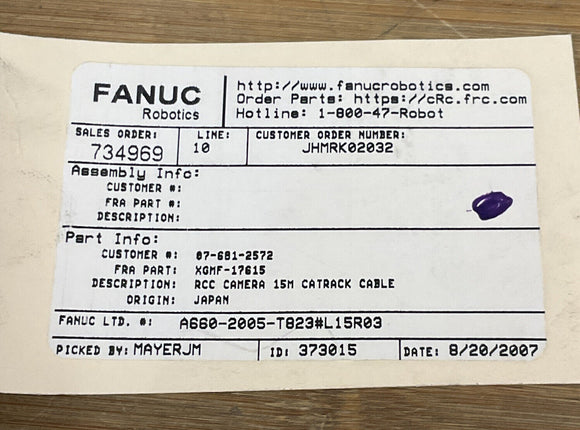 FANUC
Robotics
http://www.fanucrobotics.com
Order Parts: https://cRc.frc.com
Hotline: 1-800-47-Robot
SALES ORDER:
734969
LINE:
10
CUSTOMER ORDER NUMBER:
JHMRK02032
Assembly Info:
CUSTOMER #:
FRA PART #:
DESCRIPTION:
Part Info:
CUSTOMER #: 07-681-2572
FRA PART: XGMF-17615
DESCRIPTION: RCC CAMERA 15M CATRACK CABLE
ORIGIN: JAPAN
FANUC LTD. #: A660-2005-T823#L15R03
PICKED BY: MAYERJM
ID: 373015
DATE: 8/20/2007